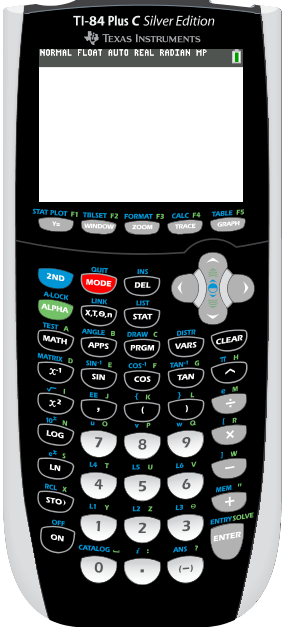 TI-84 Plus C Silver Edition
TEXAS INSTRUMENTS
NORMAL FLOAT AUTO REAL RADIAN MP
STAT PLOT F1 TBLSET F2 FORMAT F3 CALC F4 TABLE F5
Y= WINDOW ZOOM TRACE GRAPH
QUIT INS
2ND MODE DEL
A-LOCK LINK LIST
ALPHA X,T,Θ,n STAT
TEST A ANGLE B DRAW C DISTR
MATH APPS PRGM VARS CLEAR
MATRIX D SIN⁻¹ E COS⁻¹ F TAN⁻¹ G π H
x⁻¹ SIN COS TAN ^
√ I EE J { K } L e M
x² , ( ) ÷
10ˣ N u O v P w Q [ R
LOG 7 8 9 ×
eˣ S L4 T L5 U L6 V ] W
LN 4 5 6 −
RCL X L1 Y L2 Z L3 θ MEM "
STO› 1 2 3 +
OFF CATALOG i : ANS ? ENTRY SOLVE
ON 0 . (−) ENTER